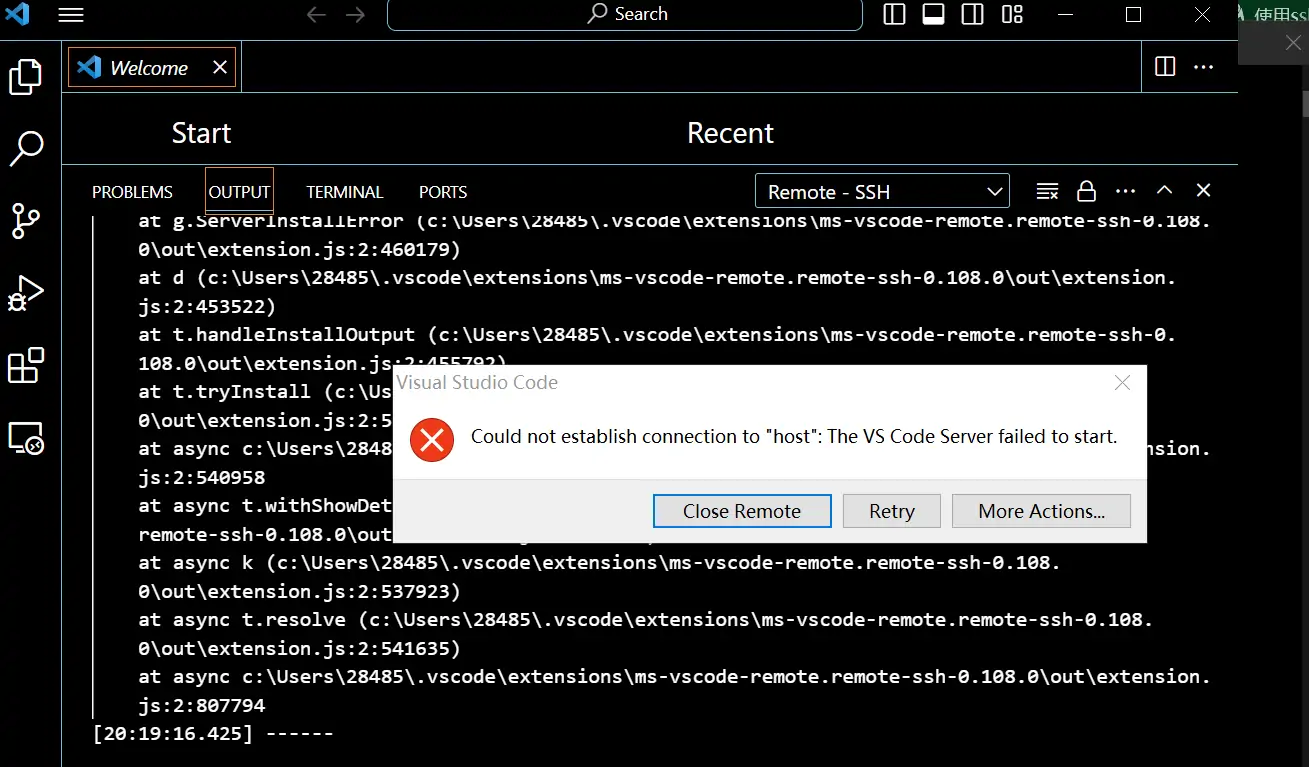 Search
使用ss
Welcome
Start
Recent
PROBLEMS
OUTPUT
TERMINAL
PORTS
Remote - SSH
at g.ServerInstallError (c:\Users\28485\.vscode\extensions\ms-vscode-remote.remote-ssh-0.108.
0\out\extension.js:2:460179)
at d (c:\Users\28485\.vscode\extensions\ms-vscode-remote.remote-ssh-0.108.0\out\extension.
js:2:453522)
at t.handleInstallOutput (c:\Users\28485\.vscode\extensions\ms-vscode-remote.remote-ssh-0.
108.0\out\extension.js:2:455792)
at t.tryInstall (c:\Us
0\out\extension.js:2:5
at async c:\Users\2848
nsion.
js:2:540958
at async t.withShowDet
remote-ssh-0.108.0\out
at async k (c:\Users\28485\.vscode\extensions\ms-vscode-remote.remote-ssh-0.108.
0\out\extension.js:2:537923)
at async t.resolve (c:\Users\28485\.vscode\extensions\ms-vscode-remote.remote-ssh-0.108.
0\out\extension.js:2:541635)
at async c:\Users\28485\.vscode\extensions\ms-vscode-remote.remote-ssh-0.108.0\out\extension.
js:2:807794
[20:19:16.425] ------
Visual Studio Code
Could not establish connection to "host": The VS Code Server failed to start.
Close Remote
Retry
More Actions...